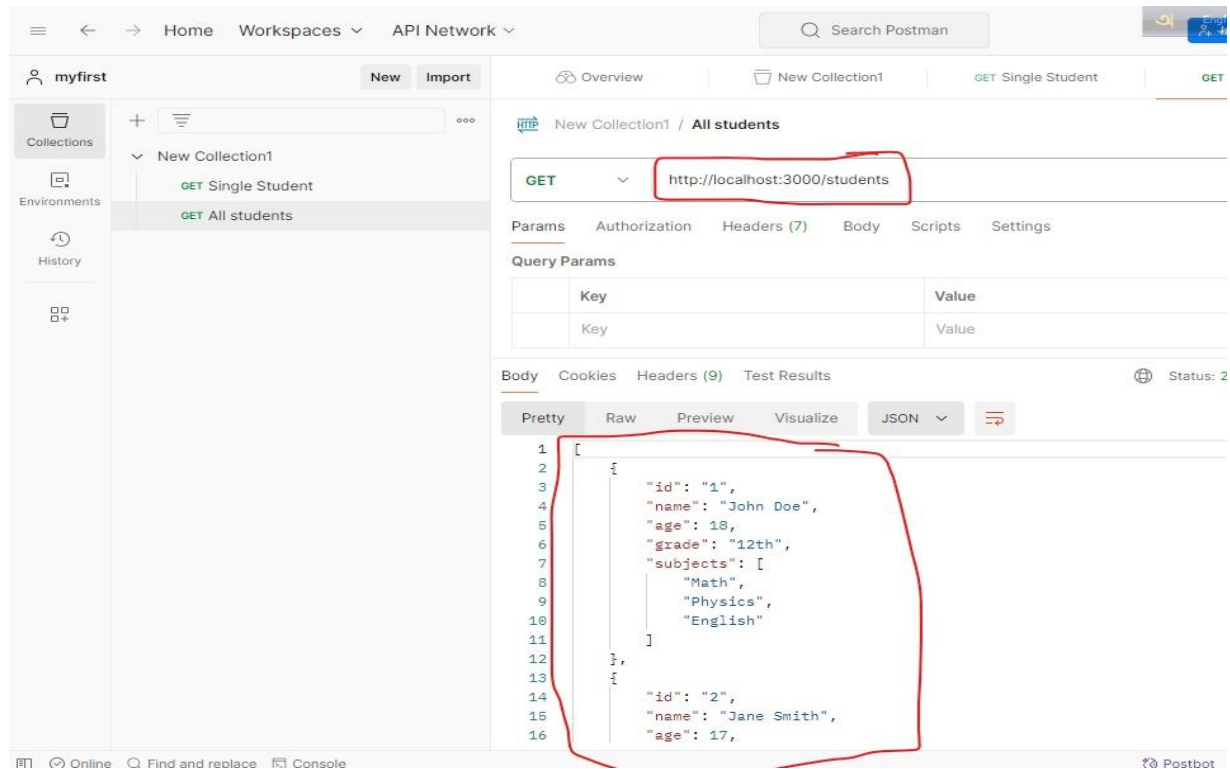 Home Workspaces API Network Search Postman
myfirst New Import Overview New Collection1 GET Single Student GET
Collections
Environments
History
New Collection1
GET Single Student
GET All students
HTTP New Collection1 / All students
GET http://localhost:3000/students
Params Authorization Headers (7) Body Scripts Settings
Query Params
Key Value
Key Value
Body Cookies Headers (9) Test Results Status: 2
Pretty Raw Preview Visualize JSON
1 [
2 {
3 "id": "1",
4 "name": "John Doe",
5 "age": 18,
6 "grade": "12th",
7 "subjects": [
8 "Math",
9 "Physics",
10 "English"
11 ]
12 },
13 {
14 "id": "2",
15 "name": "Jane Smith",
16 "age": 17,
Online Find and replace Console Postbot